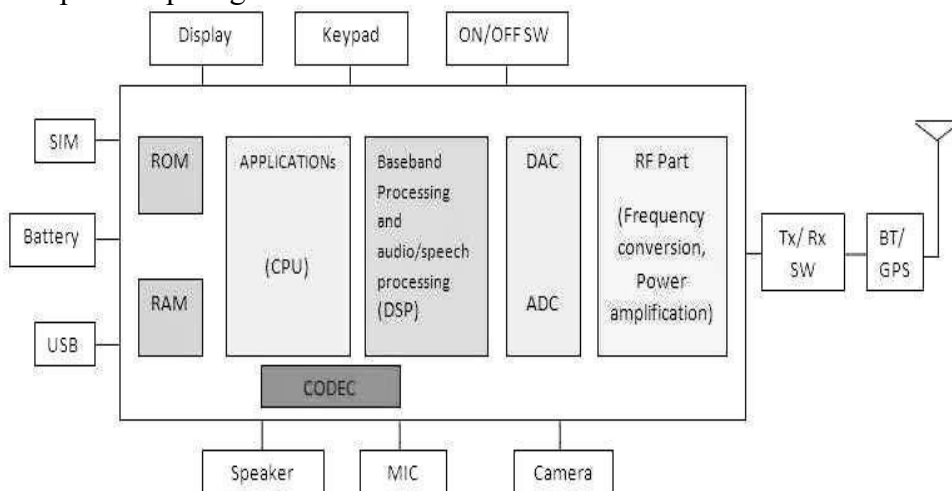 Display
Keypad
ON/OFF SW
SIM
Battery
USB
ROM
RAM
APPLICATIONs
(CPU)
Baseband
Processing
and
audio/speech
processing
(DSP)
DAC
ADC
RF Part
(Frequency
conversion,
Power
amplification)
CODEC
Tx/ Rx
SW
BT/
GPS
Speaker
MIC
Camera